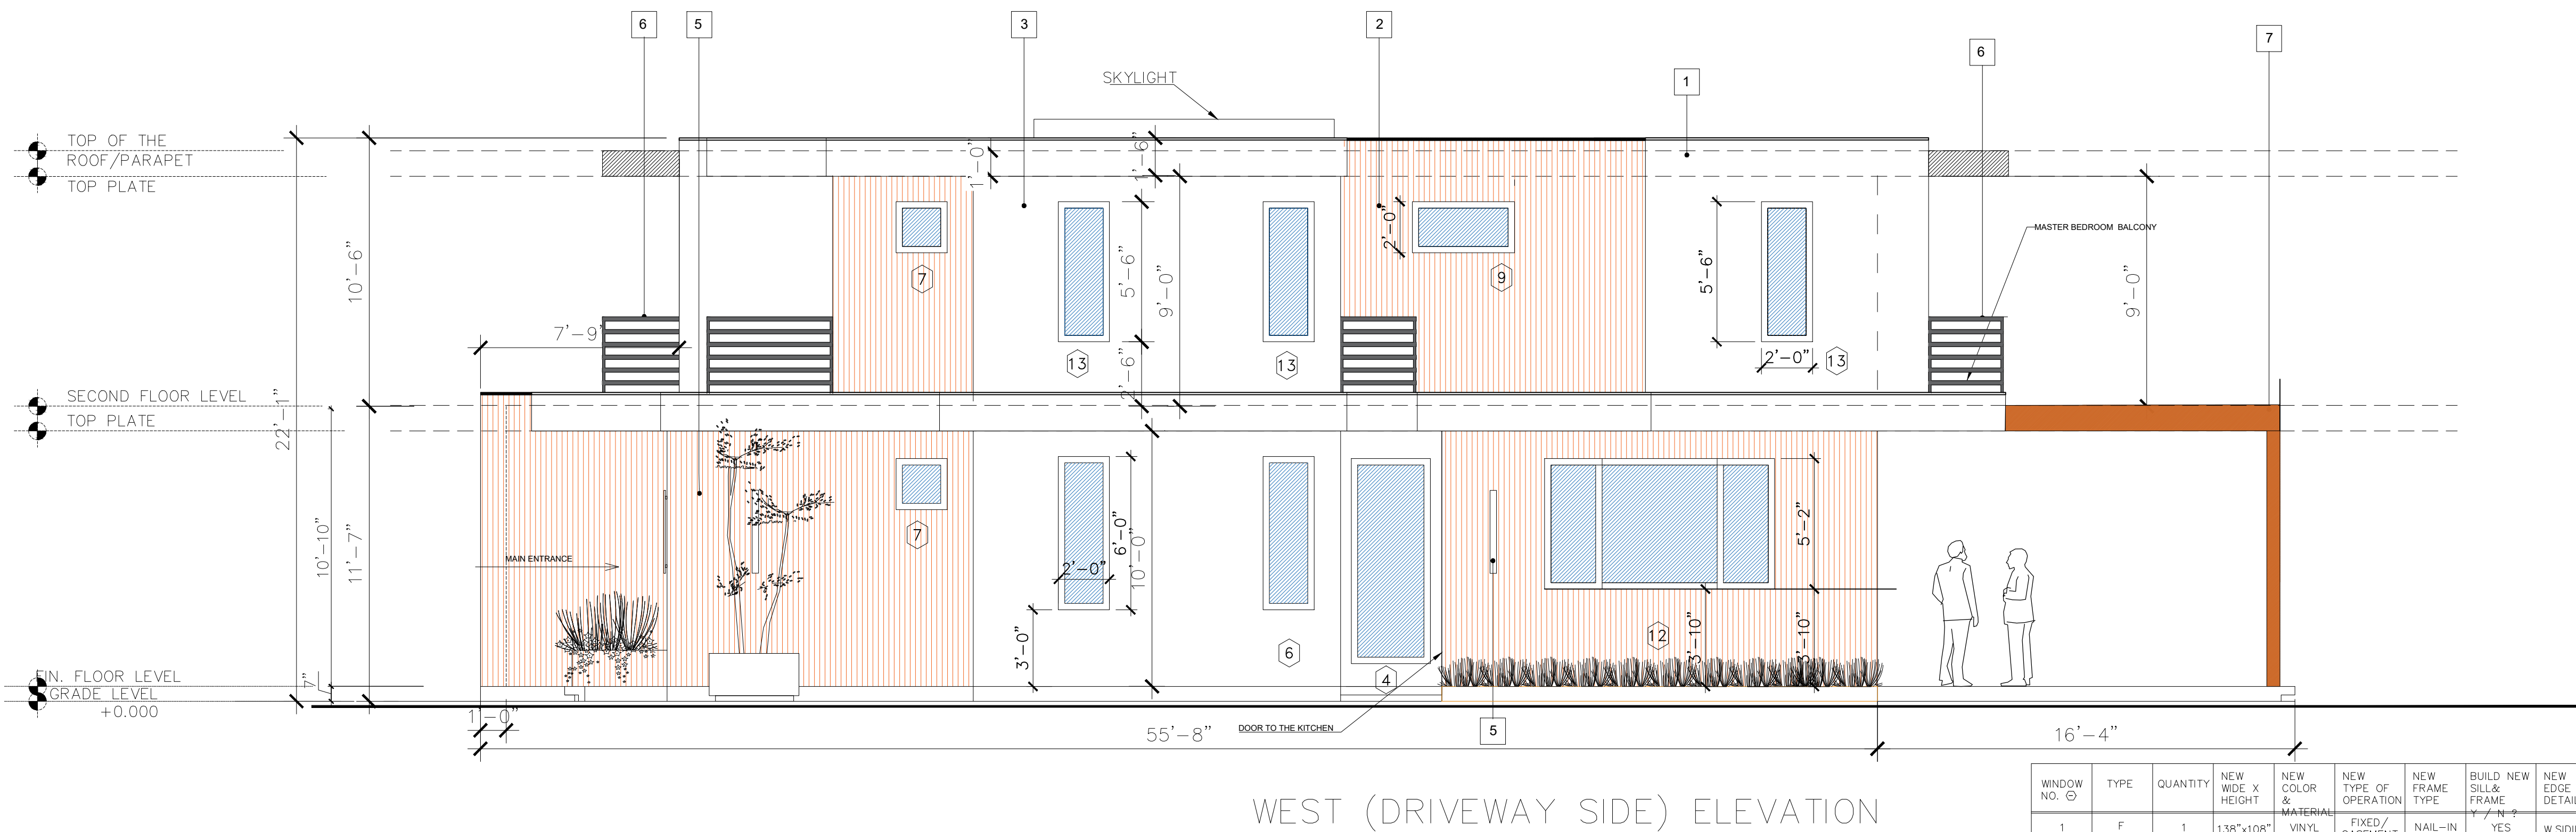 6
5
3
2
6
7
1
SKYLIGHT
TOP OF THE
ROOF/PARAPET
TOP PLATE
1'-0"
1'-6"
2'-0"
MASTER BEDROOM BALCONY
10'-6"
7
5'-6"
9'-0"
9
5'-6"
9'-0"
7'-9'
13
13
2'-0"
13
2'-6"
SECOND FLOOR LEVEL
TOP PLATE
22'-1"
10'-10"
11'-7"
MAIN ENTRANCE
7
2'-0"
6'-0"
10'-0"
5'-2"
3'-0"
6
12
3'-10"
3'-10"
4
FIN. FLOOR LEVEL
GRADE LEVEL
+0.000
7"
1'-0"
55'-8"
DOOR TO THE KITCHEN
5
16'-4"
WEST (DRIVEWAY SIDE) ELEVATION
WINDOW NO.
TYPE
QUANTITY
NEW WIDE X HEIGHT
NEW COLOR & MATERIAL
NEW TYPE OF OPERATION
NEW FRAME TYPE
BUILD NEW SILL& FRAME Y / N ?
NEW EDGE
1
F
1
138"x108"
VINYL
FIXED/
NAIL-IN
YES